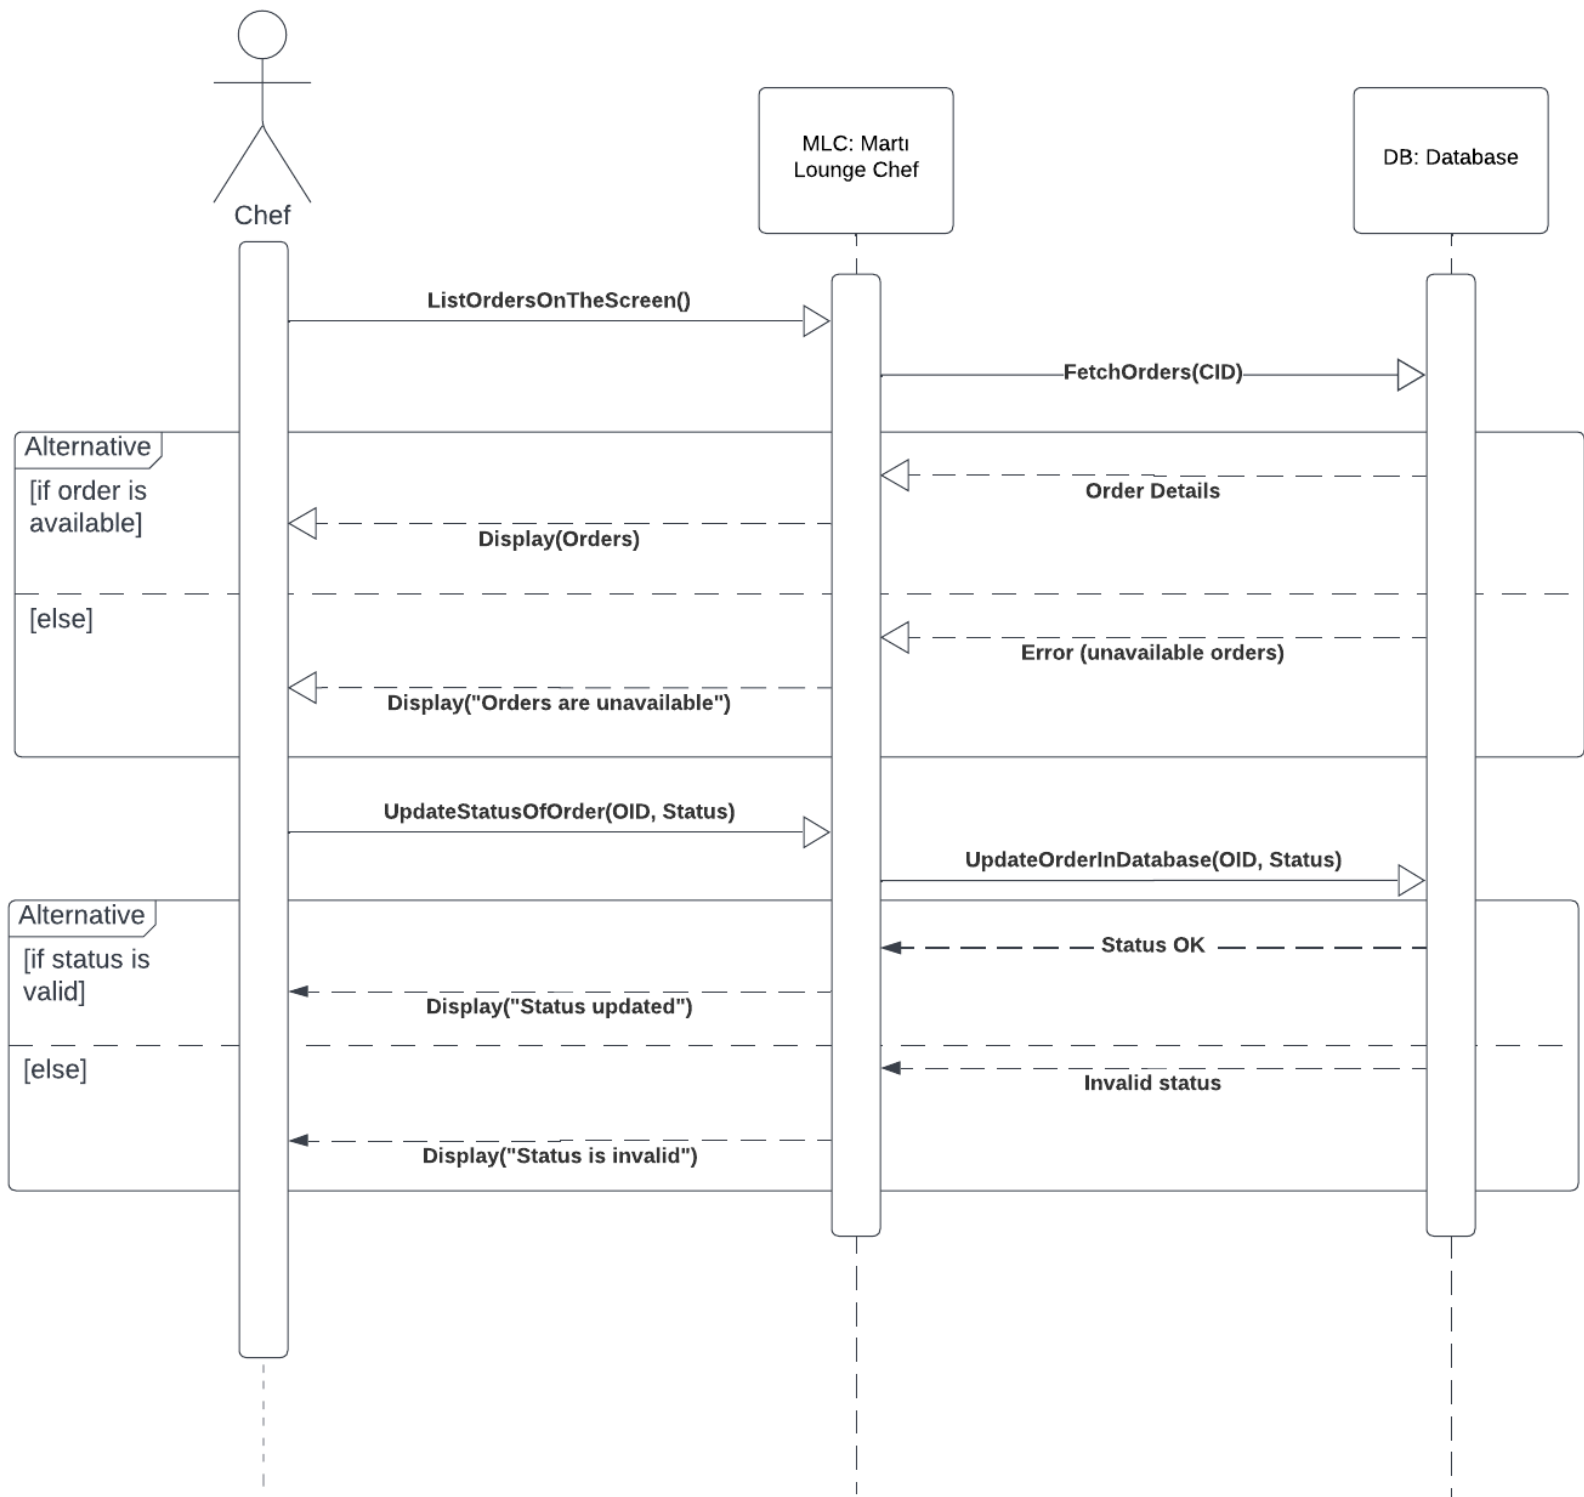 MLC: Martı
Lounge Chef
DB: Database
Chef
ListOrdersOnTheScreen()
FetchOrders(CID)
Alternative
[if order is
available]
Order Details
Display(Orders)
[else]
Error (unavailable orders)
Display("Orders are unavailable")
UpdateStatusOfOrder(OID, Status)
UpdateOrderInDatabase(OID, Status)
Alternative
[if status is
valid]
Status OK
Display("Status updated")
[else]
Invalid status
Display("Status is invalid")